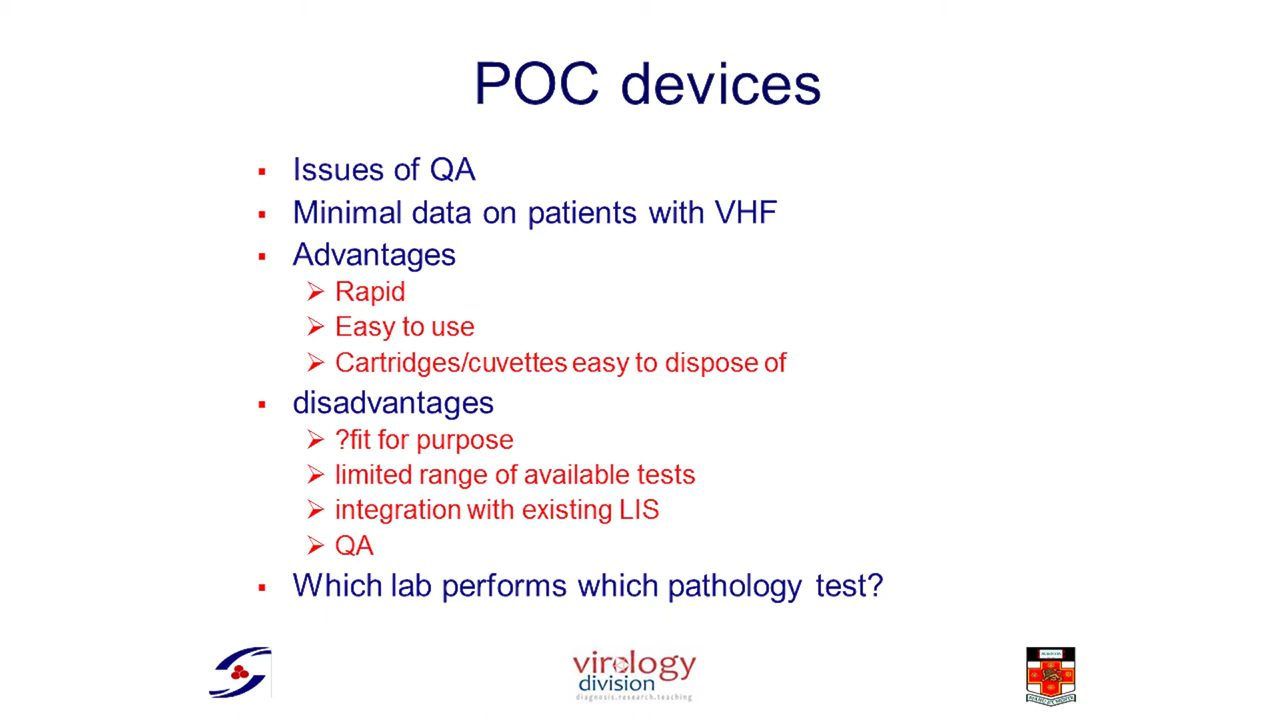 POC devices
Issues of QA
Minimal data on patients with VHF
Advantages
Rapid
Easy to use
Cartridges/cuvettes easy to dispose of
disadvantages
?fit for purpose
limited range of available tests
integration with existing LIS
QA
Which lab performs which pathology test?
virology
division
diagnosis.research.teaching